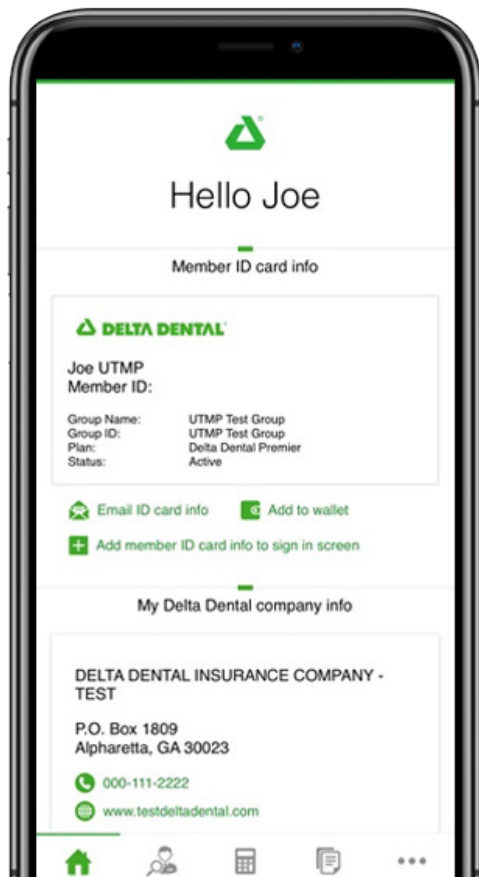 Hello Joe
Member ID card info
DELTA DENTAL
Joe UTMP
Member ID:
Group Name: UTMP Test Group
Group ID: UTMP Test Group
Plan: Delta Dental Premier
Status: Active
Email ID card info Add to wallet
Add member ID card info to sign in screen
My Delta Dental company info
DELTA DENTAL INSURANCE COMPANY -
TEST
P.O. Box 1809
Alpharetta, GA 30023
000-111-2222
www.testdeltadental.com